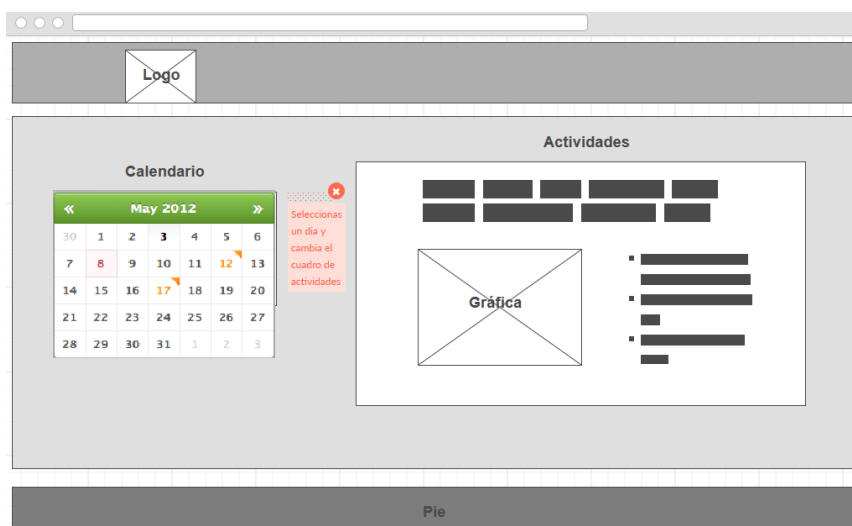 Logo
Actividades
Calendario
« May 2012 »
30 1 2 3 4 5 6
7 8 9 10 11 12 13
14 15 16 17 18 19 20
21 22 23 24 25 26 27
28 29 30 31 1 2 3
Seleccionas
un dia y
cambia el
cuadro de
actividades
Gráfica
Pie